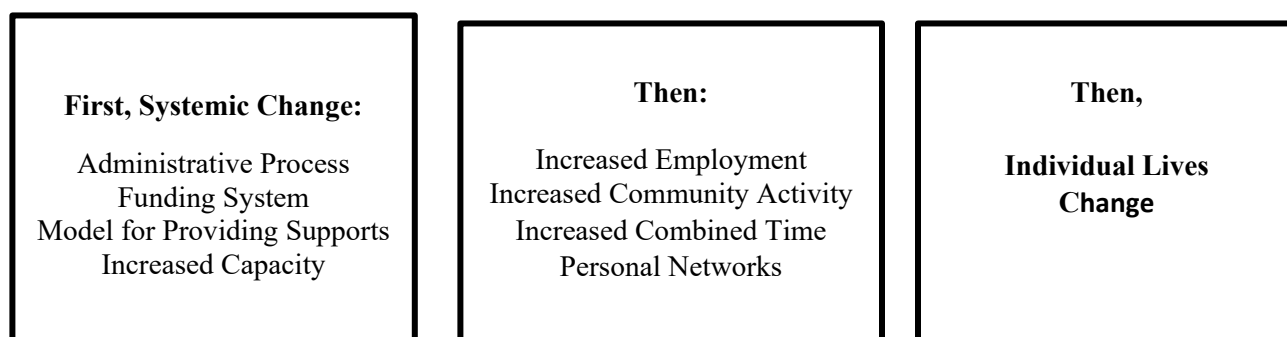 First, Systemic Change:
Administrative Process
Funding System
Model for Providing Supports
Increased Capacity
Then:
Increased Employment
Increased Community Activity
Increased Combined Time
Personal Networks
Then,
Individual Lives
Change